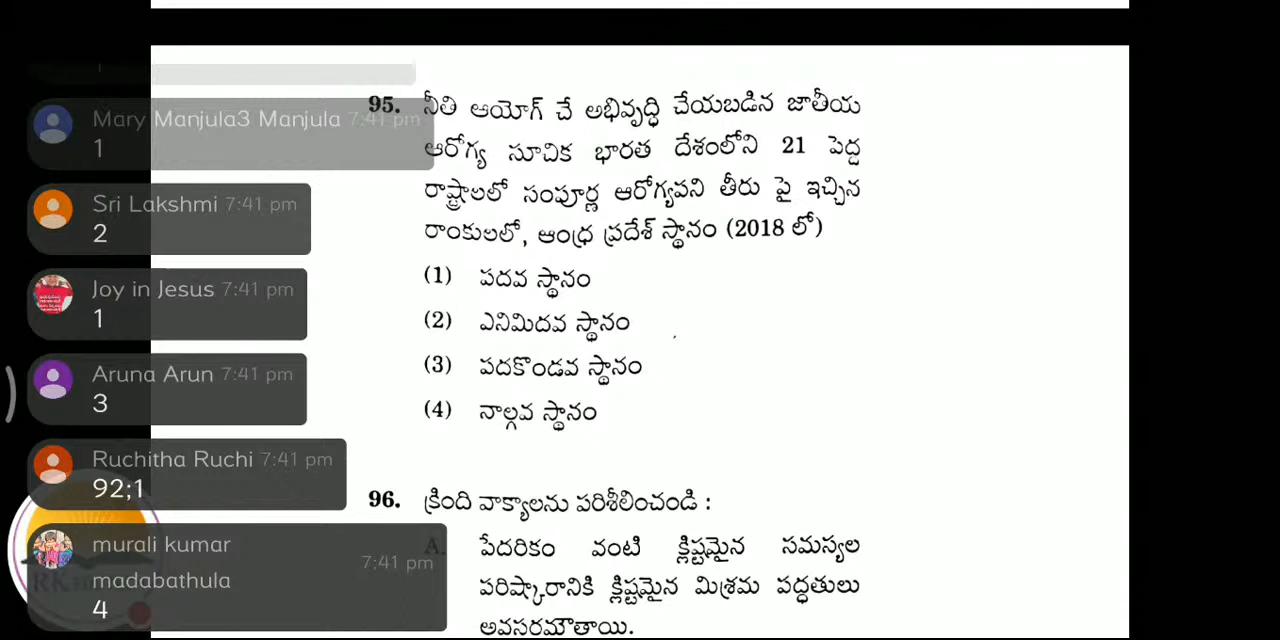 Mary Manjula3 Manjula 7:41 pm
1
Sri Lakshmi 7:41 pm
2
Joy in Jesus 7:41 pm
1
Aruna Arun 7:41 pm
3
Ruchitha Ruchi 7:41 pm
92;1
murali kumar
madabathula 7:41 pm
4
95. నీతి ఆయోగ్ చే అభివృద్ధి చేయబడిన జాతీయ
ఆరోగ్య సూచిక భారత దేశంలోని 21 పెద్ద
రాష్ట్రాలలో సంపూర్ణ ఆరోగ్యపని తీరు పై ఇచ్చిన
రాంకులలో, ఆంధ్ర ప్రదేశ్ స్థానం (2018 లో)
(1) పదవ స్థానం
(2) ఎనిమిదవ స్థానం
(3) పదకొండవ స్థానం
(4) నాల్గవ స్థానం
96. క్రింది వాక్యాలను పరిశీలించండి :
A. పేదరికం వంటి క్లిష్టమైన సమస్యల
పరిష్కారానికి క్లిష్టమైన మిశ్రమ పద్ధతులు
అవసరమౌతాయి.